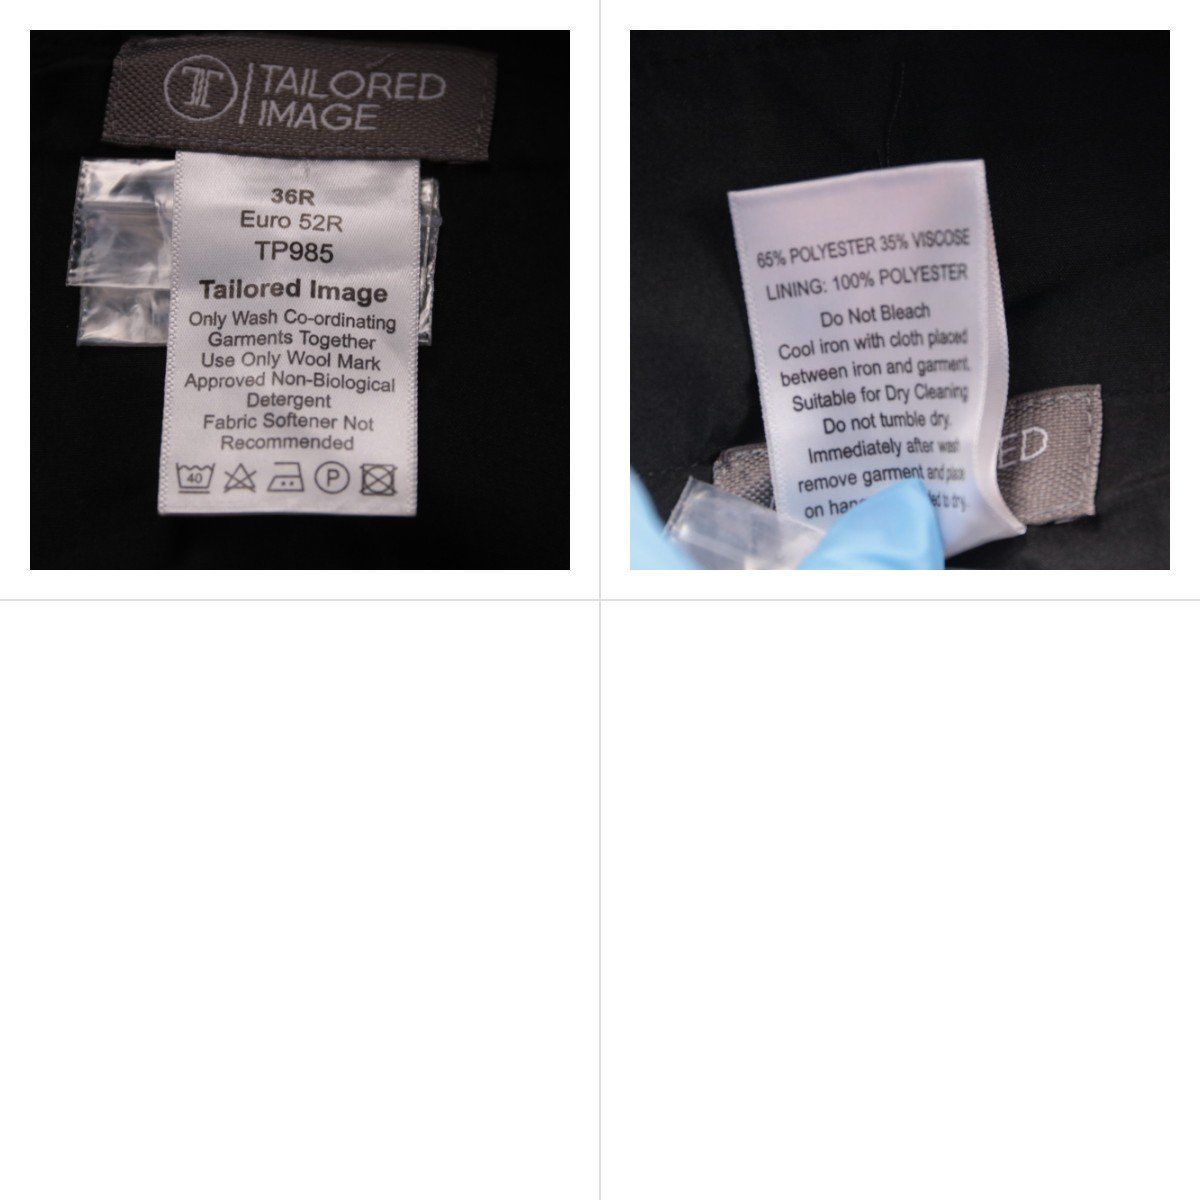 TAILORED
IMAGE
36R
Euro 52R
TP985
Tailored Image
Only Wash Co-ordinating
Garments Together
Use Only Wool Mark
Approved Non-Biological
Detergent
Fabric Softener Not
Recommended
40 P
65% POLYESTER 35% VISCOSE
LINING: 100% POLYESTER
Do Not Bleach
Cool iron with cloth placed
between iron and garment.
Suitable for Dry Cleaning
Do not tumble dry.
Immediately after wash
remove garment and place
on to dry.
ED